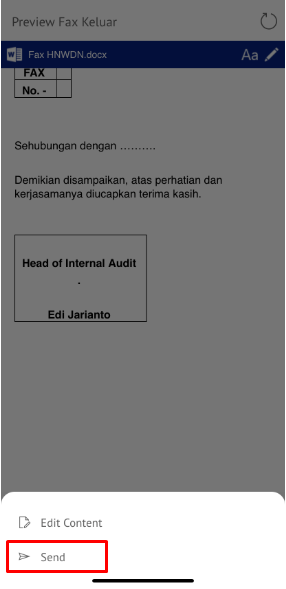 Preview Fax Keluar
Fax HNWDN.docx
Aa
FAX
No. -
Sehubungan dengan ..........
Demikian disampaikan, atas perhatian dan
kerjasamanya diucapkan terima kasih.
Head of Internal Audit
.
Edi Jarianto
Edit Content
Send